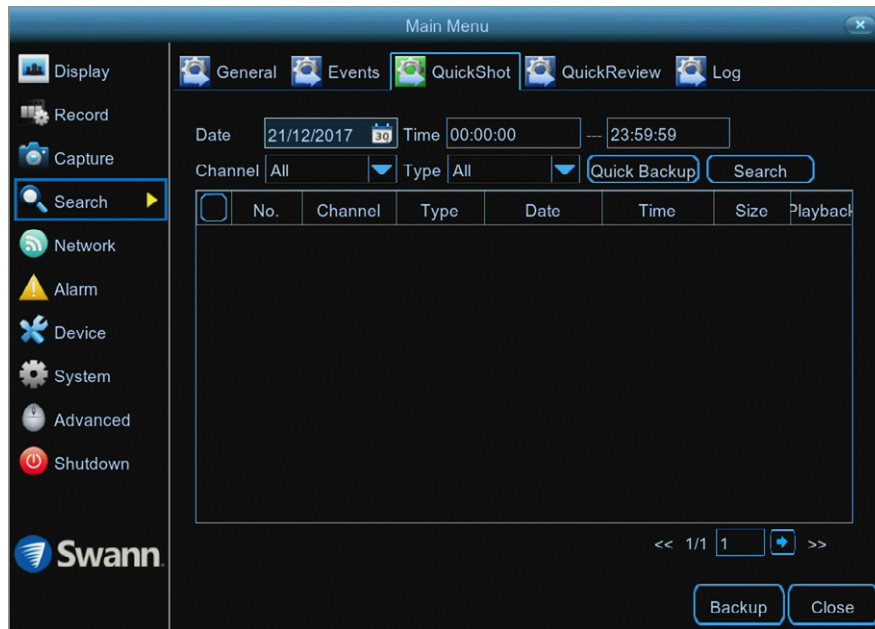 Main Menu
Display
Record
Capture
Search
Network
Alarm
Device
System
Advanced
Shutdown
Swann
General Events QuickShot QuickReview Log
Date 21/12/2017 30 Time 00:00:00 --- 23:59:59
Channel All Type All Quick Backup Search
No. Channel Type Date Time Size Playback
<< 1/1 1 >>
Backup Close